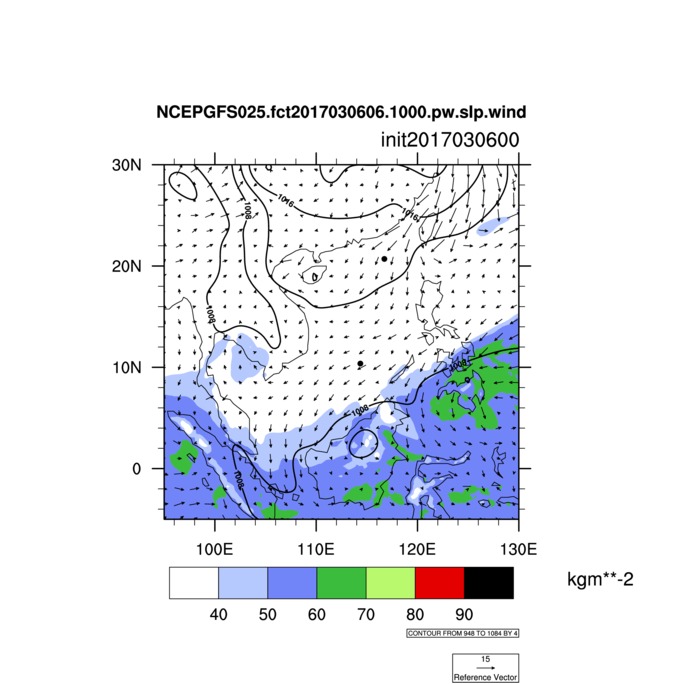 NCEPGFS025.fct2017030606.1000.pw.slp.wind
init2017030600
30N
1016
1008
1016
20N
1008
10N
1008
1008
0
1008
100E 110E 120E 130E
kgm**-2
40 50 60 70 80 90
CONTOUR FROM 948 TO 1084 BY 4
15
Reference Vector